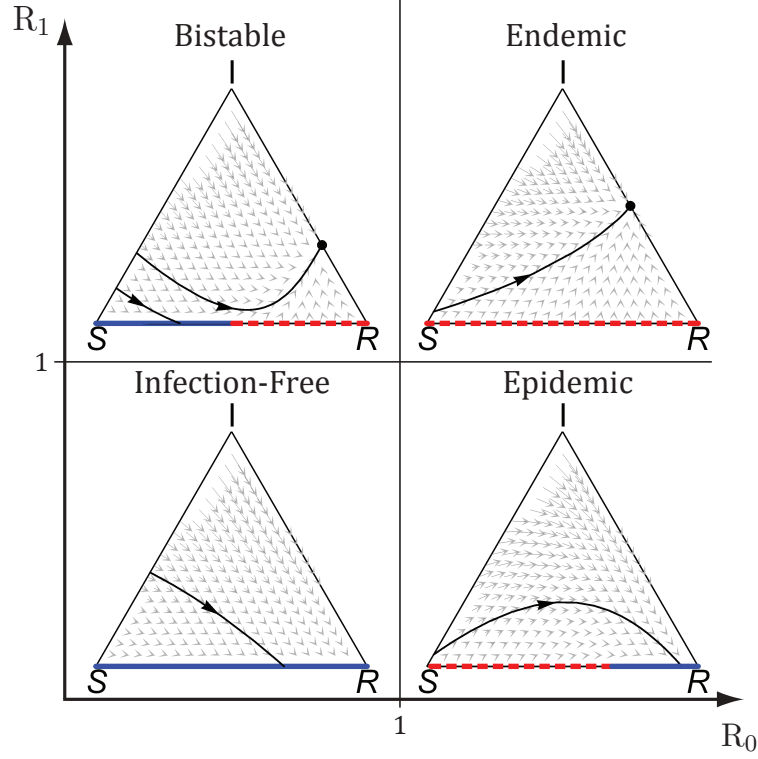 R₁
Bistable
Endemic
I
I
S
R
S
R
1
Infection-Free
Epidemic
I
I
S
R
S
R
1
R₀